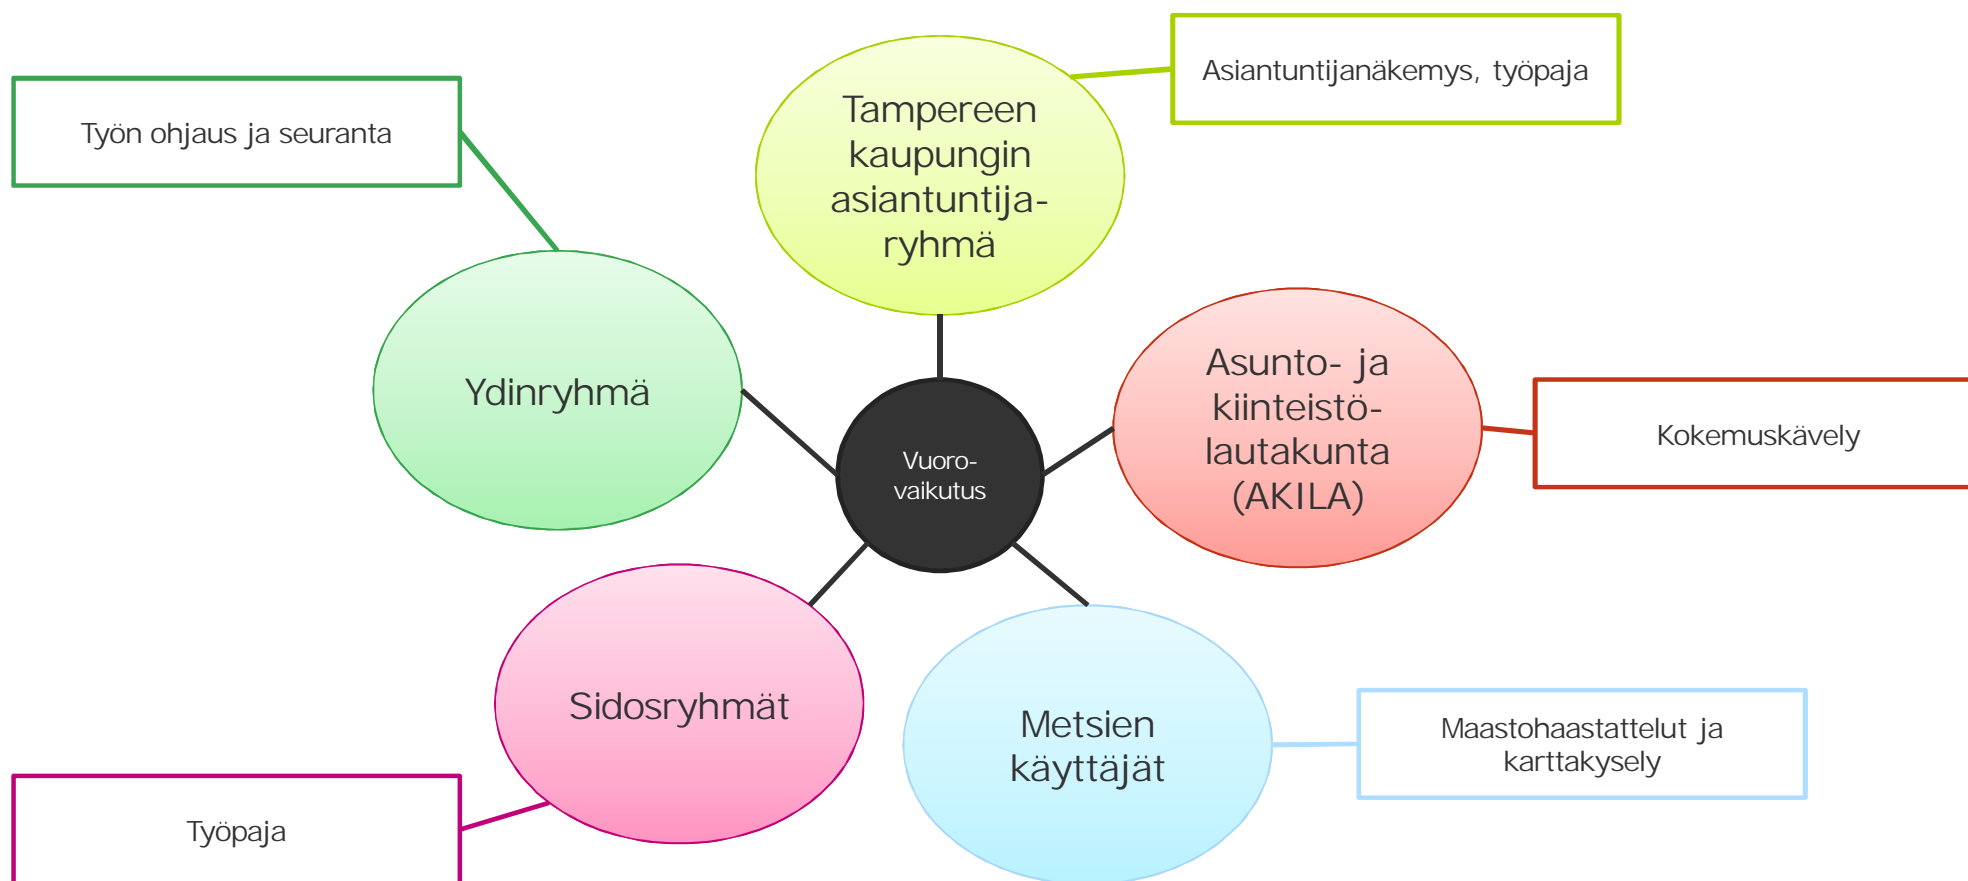 Asiantuntijanäkemys, työpaja
Työn ohjaus ja seuranta
Tampereen
kaupungin
asiantuntija-
ryhmä
Ydinryhmä
Asunto- ja
kiinteistö-
lautakunta
(AKILA)
Kokemuskävely
Vuoro-
vaikutus
Sidosryhmät
Metsien
käyttäjät
Maastohaastattelut ja
karttakysely
Työpaja